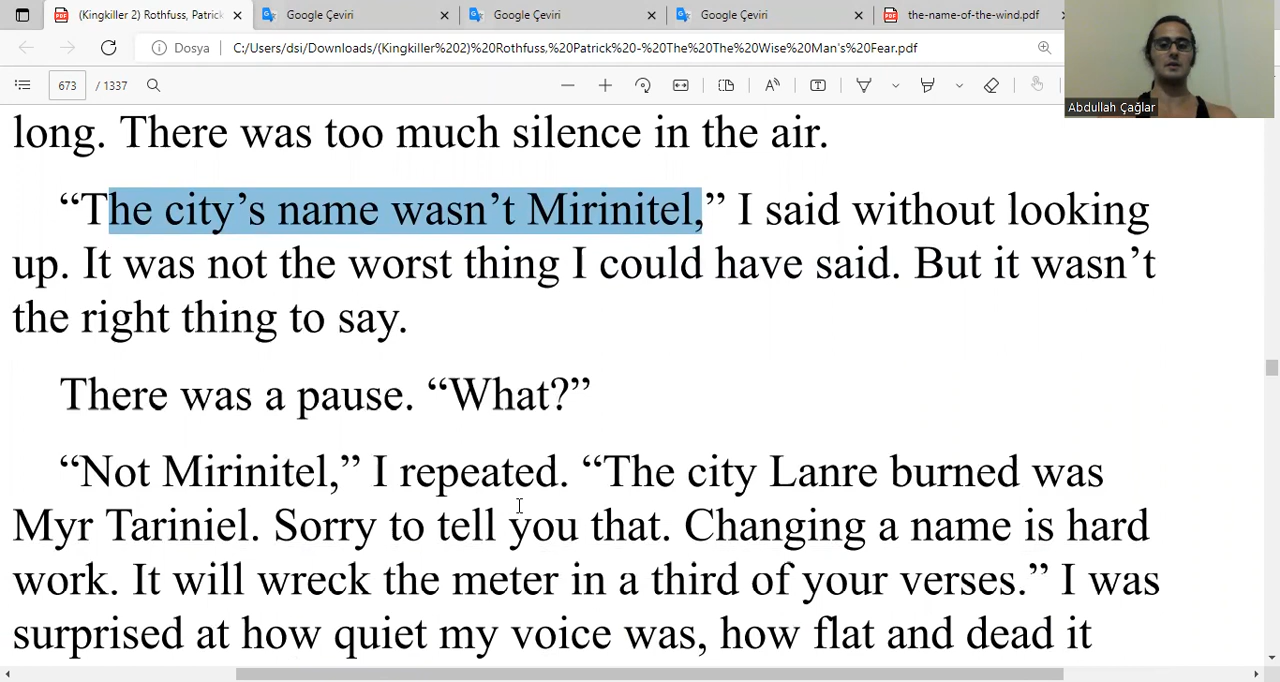 (Kingkiller 2) Rothfuss, Patrick
Google Çeviri
Google Çeviri
Google Çeviri
the-name-of-the-wind.pdf
Dosya
C:/Users/dsi/Downloads/(Kingkiller%202)%20Rothfuss,%20Patrick%20-%20The%20The%20Wise%20Man's%20Fear.pdf
673 / 1337
Abdullah Çağlar
long. There was too much silence in the air.
“The city’s name wasn’t Mirinitel,” I said without looking
up. It was not the worst thing I could have said. But it wasn’t
the right thing to say.
There was a pause. “What?”
“Not Mirinitel,” I repeated. “The city Lanre burned was
Myr Tariniel. Sorry to tell you that. Changing a name is hard
work. It will wreck the meter in a third of your verses.” I was
surprised at how quiet my voice was, how flat and dead it